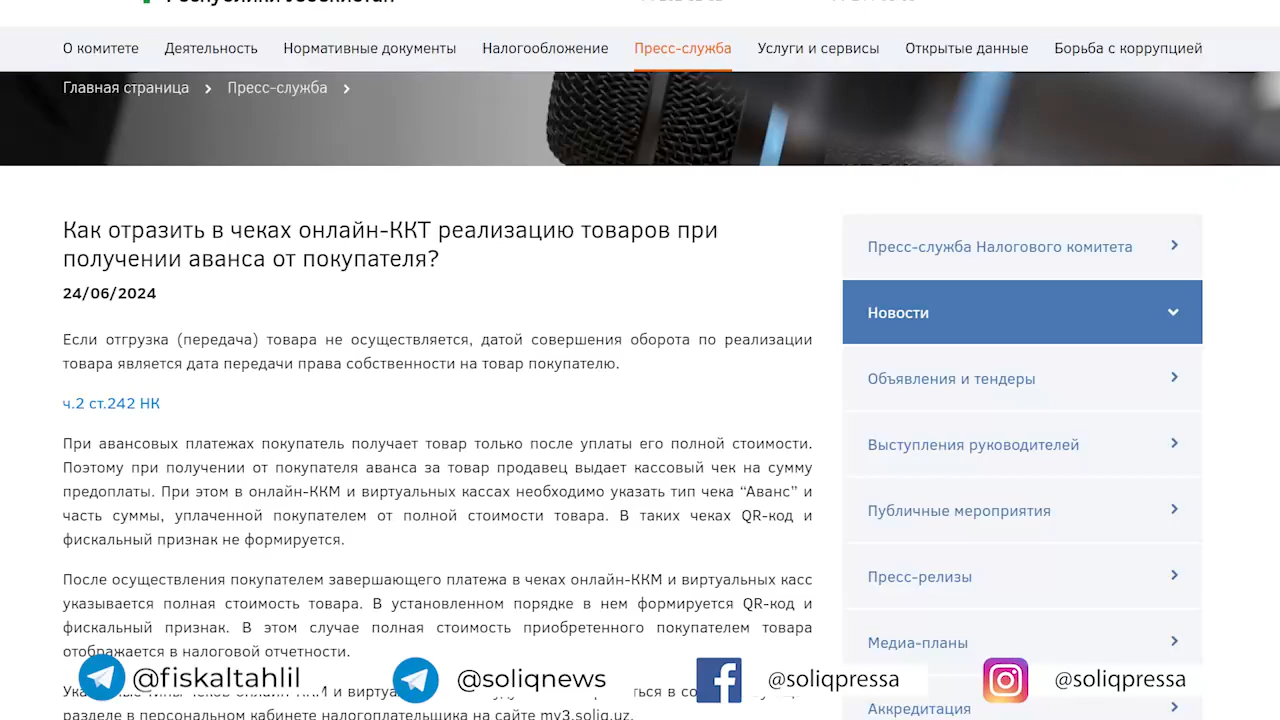 Республики Узбекистан
О комитете Деятельность Нормативные документы Налогообложение Пресс-служба Услуги и сервисы Открытые данные Борьба с коррупцией
Главная страница Пресс-служба
Как отразить в чеках онлайн-ККТ реализацию товаров при
получении аванса от покупателя?
24/06/2024
Если отгрузка (передача) товара не осуществляется, датой совершения оборота по реализации
товара является дата передачи права собственности на товар покупателю.
ч.2 ст.242 НК
При авансовых платежах покупатель получает товар только после уплаты его полной стоимости.
Поэтому при получении от покупателя аванса за товар продавец выдает кассовый чек на сумму
предоплаты. При этом в онлайн-ККМ и виртуальных кассах необходимо указать тип чека “Аванс” и
часть суммы, уплаченной покупателем от полной стоимости товара. В таких чеках QR-код и
фискальный признак не формируется.
После осуществления покупателем завершающего платежа в чеках онлайн-ККМ и виртуальных касс
указывается полная стоимость товара. В установленном порядке в нем формируется QR-код и
фискальный признак. В этом случае полная стоимость приобретенного покупателем товара
отображается в налоговой отчетности.
разделе в персональном кабинете налогоплательщика на сайте my3.soliq.uz.
Пресс-служба Налогового комитета
Новости
Объявления и тендеры
Выступления руководителей
Публичные мероприятия
Пресс-релизы
Медиа-планы
Аккредитация
@fiskaltahlil @soliqnews @soliqpressa @soliqpressa